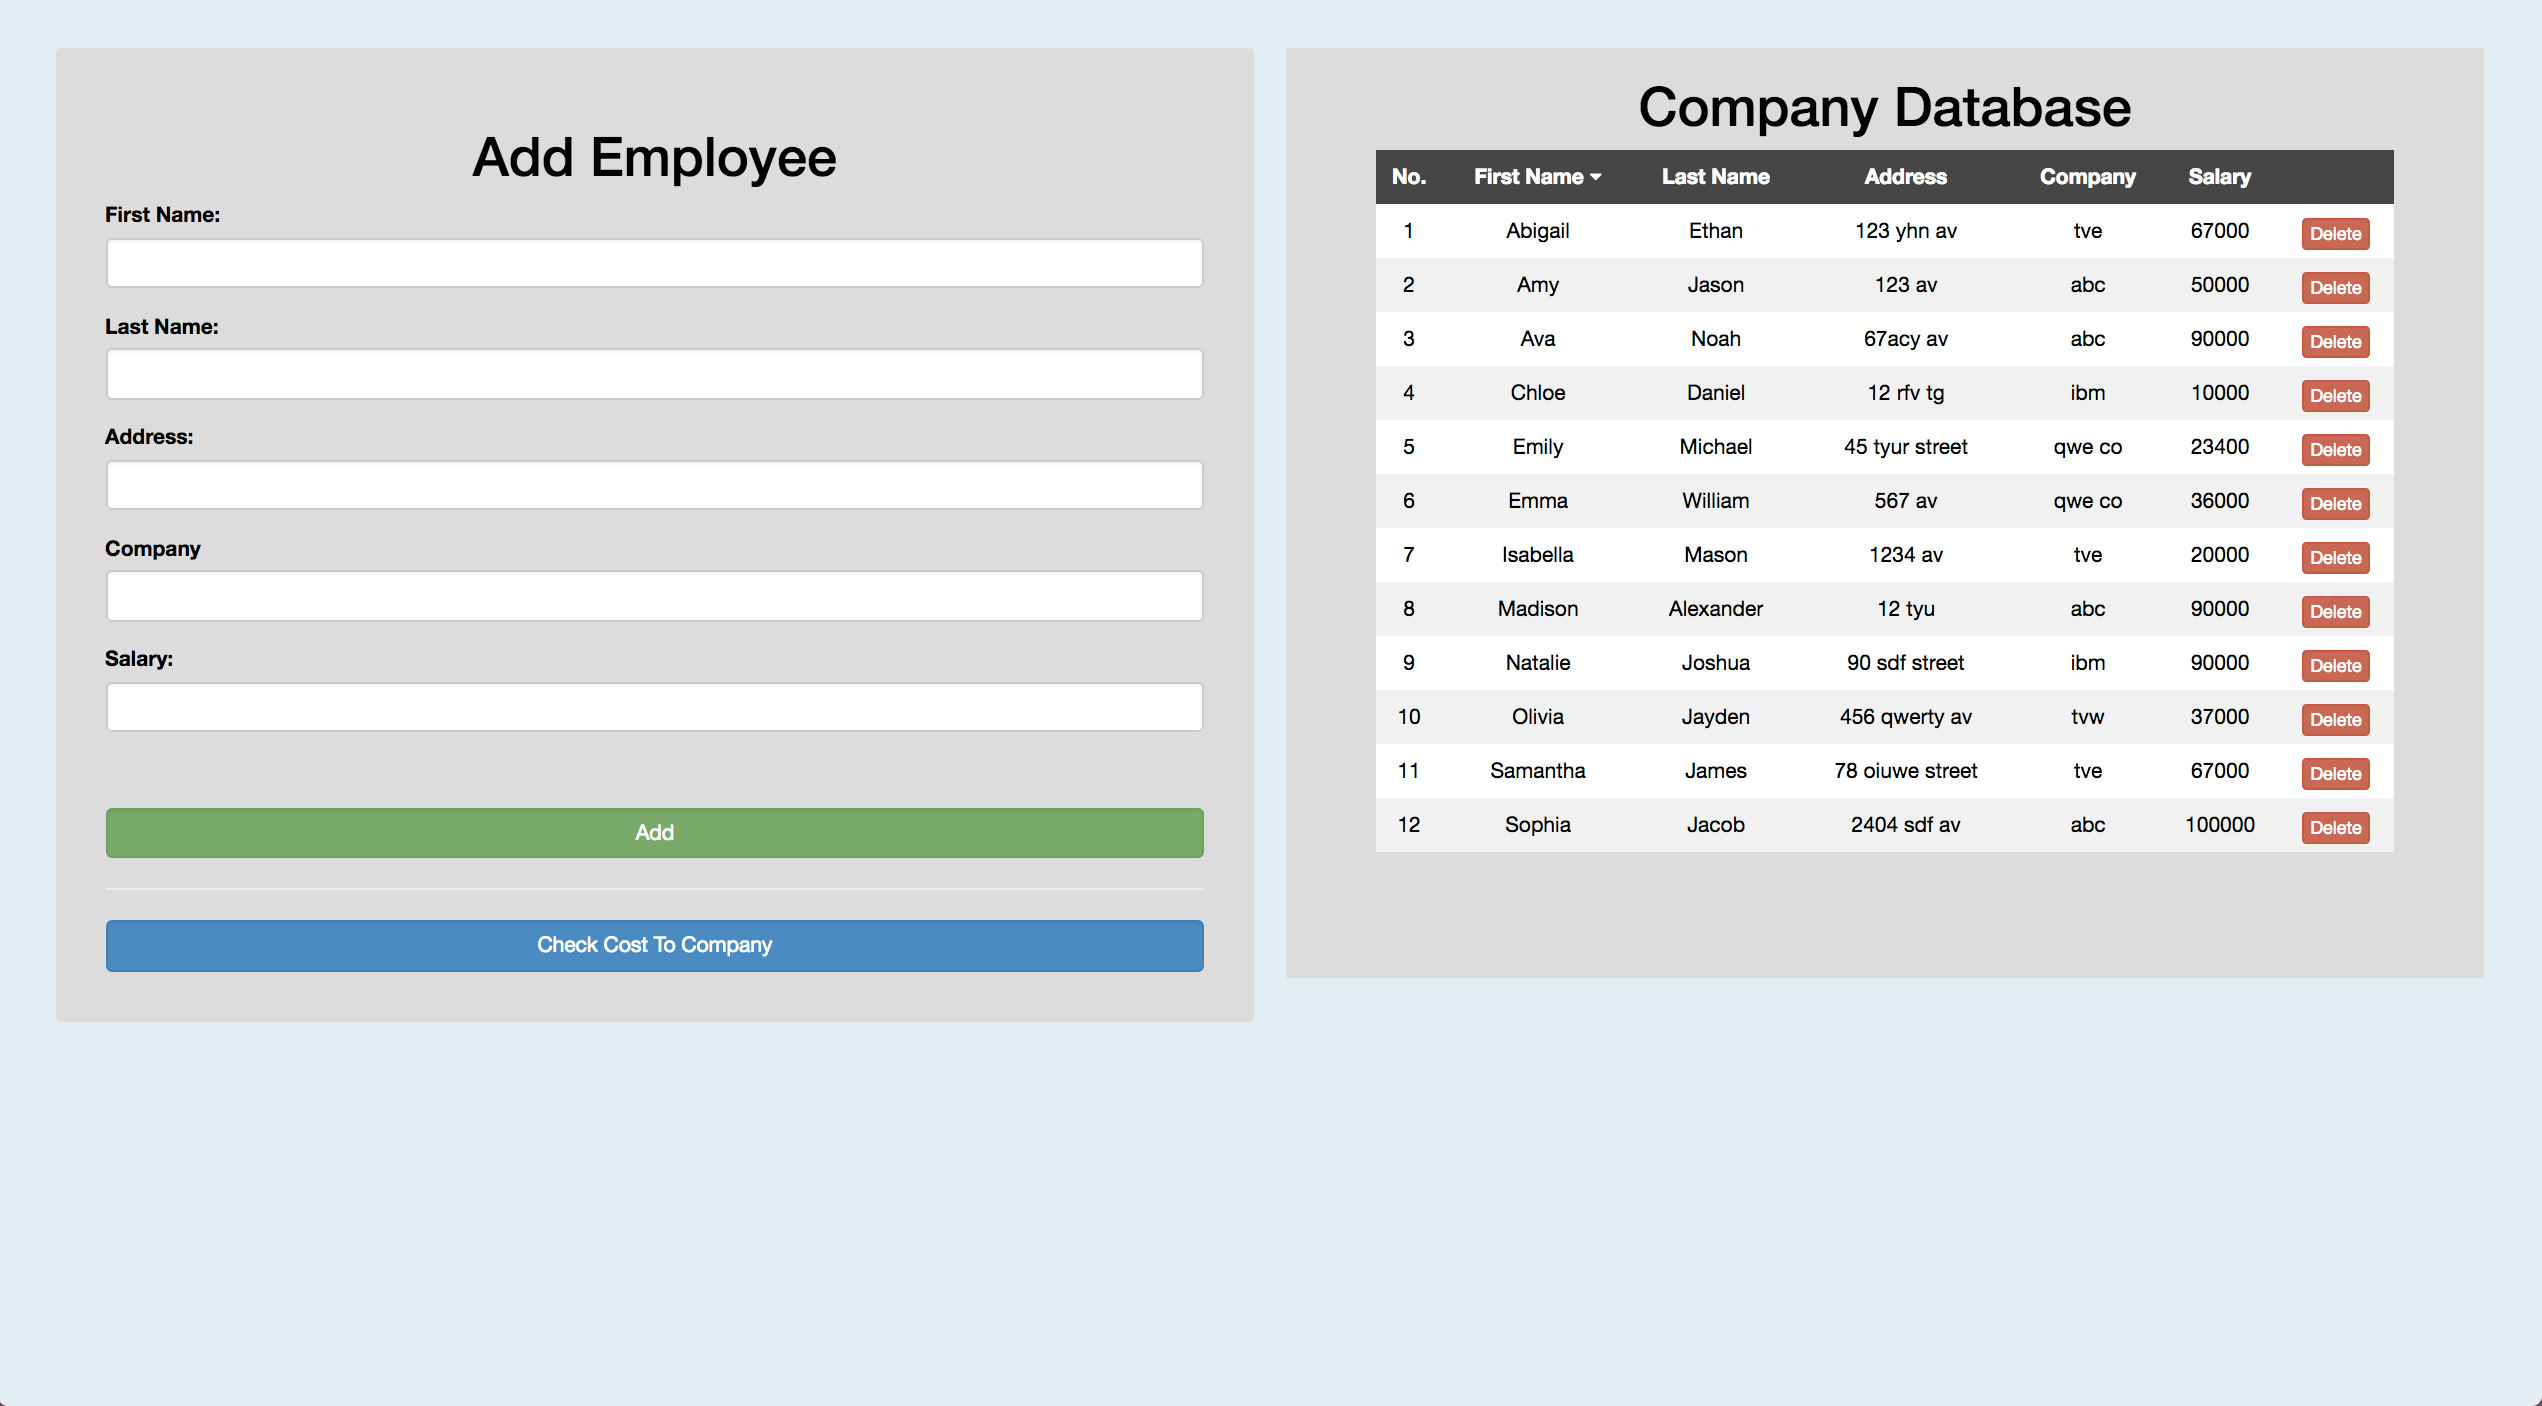 Add Employee
First Name:
Last Name:
Address:
Company
Salary:
Add
Check Cost To Company
Company Database
No. First Name Last Name Address Company Salary
1 Abigail Ethan 123 yhn av tve 67000 Delete
2 Amy Jason 123 av abc 50000 Delete
3 Ava Noah 67acy av abc 90000 Delete
4 Chloe Daniel 12 rfv tg ibm 10000 Delete
5 Emily Michael 45 tyur street qwe co 23400 Delete
6 Emma William 567 av qwe co 36000 Delete
7 Isabella Mason 1234 av tve 20000 Delete
8 Madison Alexander 12 tyu abc 90000 Delete
9 Natalie Joshua 90 sdf street ibm 90000 Delete
10 Olivia Jayden 456 qwerty av tvw 37000 Delete
11 Samantha James 78 oiuwe street tve 67000 Delete
12 Sophia Jacob 2404 sdf av abc 100000 Delete